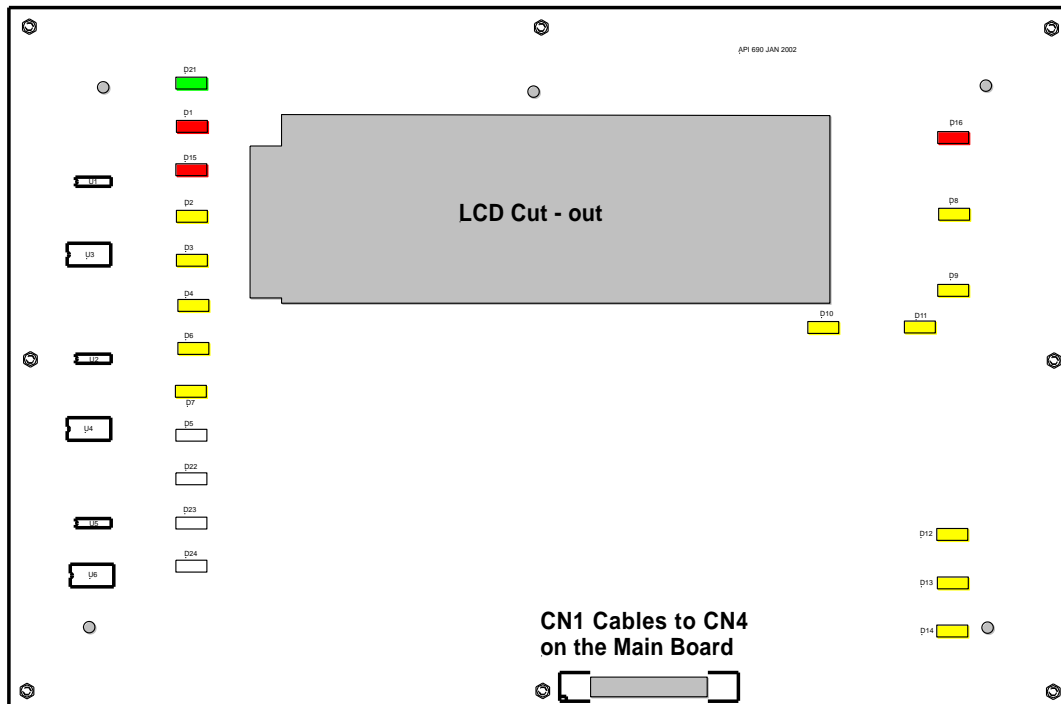 API 690 JAN 2002
D21
D1
D16
D15
U1
D2
D8
LCD Cut - out
D3
U3
D9
D4
D10
D11
D6
U2
D7
D5
U4
D22
D23
U5
D12
D24
U6
D13
CN1 Cables to CN4
on the Main Board
D14